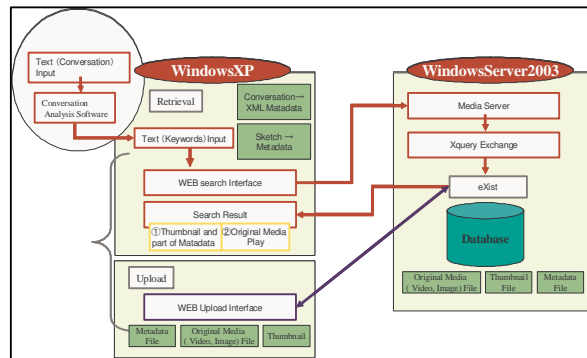 WindowsXP
WindowsServer2003
Text (Conversation)
Input
Conversation
Analysis Software
Retrieval
Conversation→
XML Matadata
Text (Keywords) Input
Sketch →
Metadata
WEB search Interface
Search Result
①Thumbnail and
part of Matadata
②Original Media
Play
Upload
WEB Upload Interface
Metadata
File
Original Media
( Video, Image) File
Thumbnail
Media Server
Xquery Exchange
eXist
Database
Original Media
( Video, Image) File
Thumbnail
File
Metadata
File